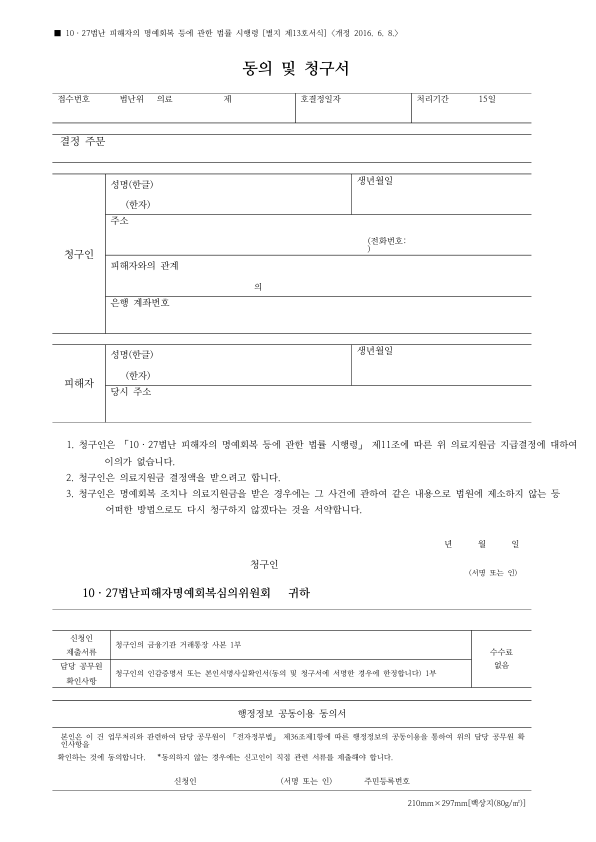 ■ 10ㆍ27법난 피해자의 명예회복 등에 관한 법률 시행령 [별지 제13호서식] <개정 2016. 6. 8.>
동의 및 청구서
접수번호 범난위 의료 제 호결정일자 처리기간 15일
결정 주문
청구인
성명(한글) 생년월일
(한자)
주소
(전화번호:
)
피해자와의 관계
의
은행 계좌번호
피해자
성명(한글) 생년월일
(한자)
당시 주소
1. 청구인은 「10ㆍ27법난 피해자의 명예회복 등에 관한 법률 시행령」 제11조에 따른 위 의료지원금 지급결정에 대하여
이의가 없습니다.
2. 청구인은 의료지원금 결정액을 받으려고 합니다.
3. 청구인은 명예회복 조치나 의료지원금을 받은 경우에는 그 사건에 관하여 같은 내용으로 법원에 제소하지 않는 등
어떠한 방법으로도 다시 청구하지 않겠다는 것을 서약합니다.
년 월 일
청구인
(서명 또는 인)
10ㆍ27법난피해자명예회복심의위원회 귀하
신청인
제출서류
청구인의 금융기관 거래통장 사본 1부
수수료
없음
담당 공무원
확인사항
청구인의 인감증명서 또는 본인서명사실확인서(동의 및 청구서에 서명한 경우에 한정합니다) 1부
행정정보 공동이용 동의서
본인은 이 건 업무처리와 관련하여 담당 공무원이 「전자정부법」 제36조제1항에 따른 행정정보의 공동이용을 통하여 위의 담당 공무원 확
인사항을
확인하는 것에 동의합니다. *동의하지 않는 경우에는 신고인이 직접 관련 서류를 제출해야 합니다.
신청인 (서명 또는 인) 주민등록번호
210mm×297mm[백상지(80g/㎡)]